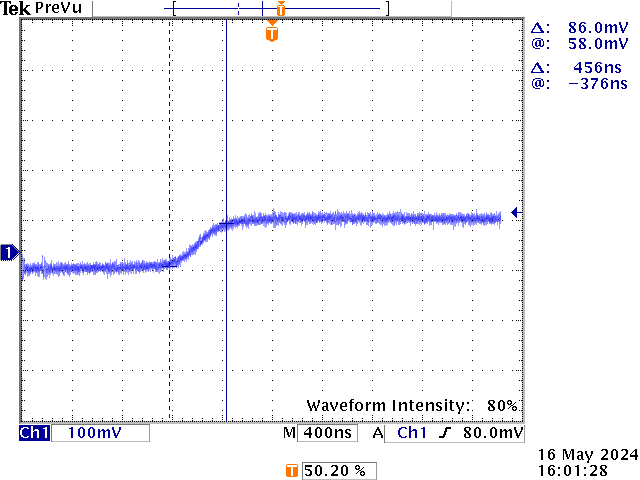 Tek PreVu
T
T
Δ: 86.0mV
@: 58.0mV
Δ: 456ns
@: −376ns
1
Waveform Intensity: 80%
Ch1 100mV M 400ns A Ch1 80.0mV
16 May 2024
T 50.20 %
16:01:28